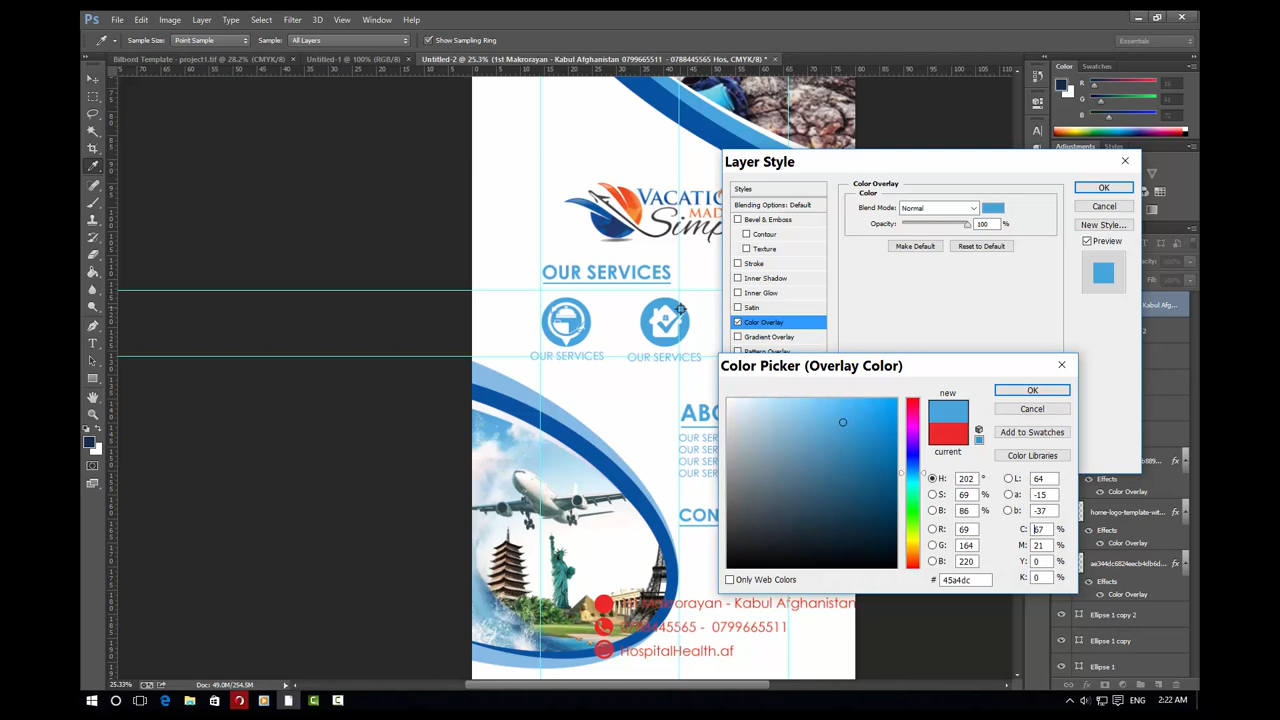 Ps File Edit Image Layer Type Select Filter 3D View Window Help
Sample Size: Point Sample Sample: All Layers Show Sampling Ring Essentials
Bilbord Template - project1.tif @ 28.2% (CMYK/8) × Untitled-1 @ 100% (RGB/8) × Untitled-2 @ 25.3% (1st Makrorayan - Kabul Afghanistan 0799665511 - 0788445565 Hos, CMYK/8) * ×
Color Swatches
R
G
B
Adjustments Styles
VACATIO
MAD
Simp
OUR SERVICES
OUR SERVICES OUR SERVICES
ABO
OUR SER
OUR SER
OUR SER
OUR SER
CON
Makrorayan - Kabul Afghanistan
0788445565 - 0799665511
HospitalHealth.af
Layer Style
Styles
Blending Options: Default
Bevel & Emboss
Contour
Texture
Stroke
Inner Shadow
Inner Glow
Satin
Color Overlay
Gradient Overlay
Pattern Overlay
Color Overlay
Color
Blend Mode: Normal
Opacity: 100 %
Make Default Reset to Default
OK
Cancel
New Style...
Preview
Color Picker (Overlay Color)
new
current
OK
Cancel
Add to Swatches
Color Libraries
H: 202 °
S: 69 %
B: 86 %
R: 69
G: 164
B: 220
L: 64
a: -15
b: -37
C: 67 %
M: 21 %
Y: 0 %
K: 0 %
# 45a4dc
Only Web Colors
Kabul Afg...
Effects
Color Overlay
home-logo-template-wit...
fx
Effects
Color Overlay
ae344dc6824eecb4db6d...
fx
Effects
Color Overlay
Ellipse 1 copy 2
Ellipse 1 copy
Ellipse 1
25.33% Doc: 49.0M/254.5M
ENG 2:22 AM